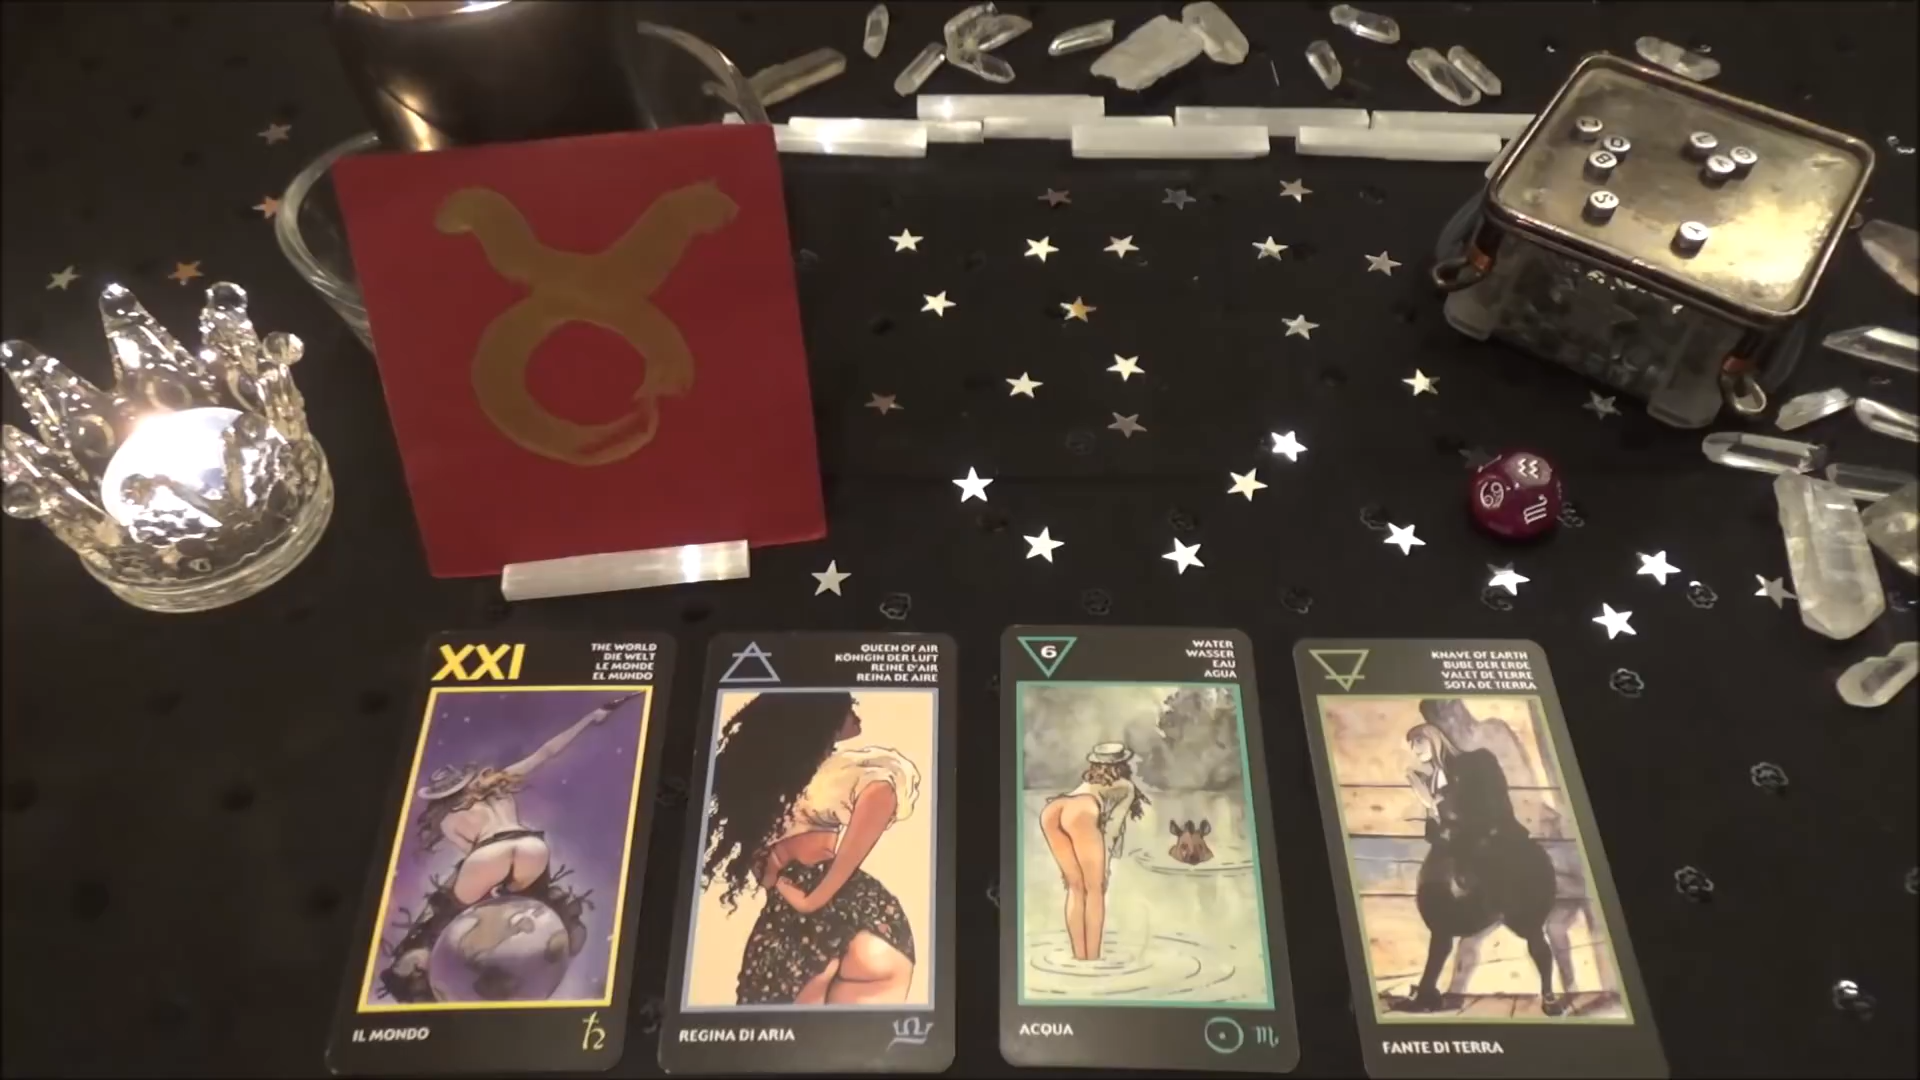 XXI
THE WORLD
DIE WELT
LE MONDE
EL MUNDO
IL MONDO
QUEEN OF AIR
KÖNIGIN DER LUFT
REINE D'AIR
REINA DE AIRE
REGINA DI ARIA
6
WATER
WASSER
EAU
AGUA
ACQUA
KNAVE OF EARTH
BUBE DER ERDE
VALET DE TERRE
SOTA DE TIERRA
FANTE DI TERRA